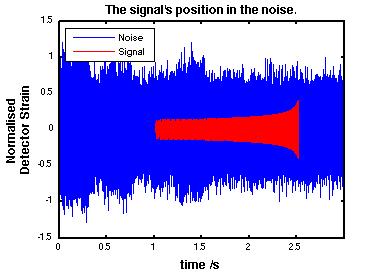 The signal's position in the noise.
1.5
Noise
Signal
1
0.5
0
-0.5
-1
-1.5
Normalised
Detector Strain
0 0.5 1 1.5 2 2.5
time /s